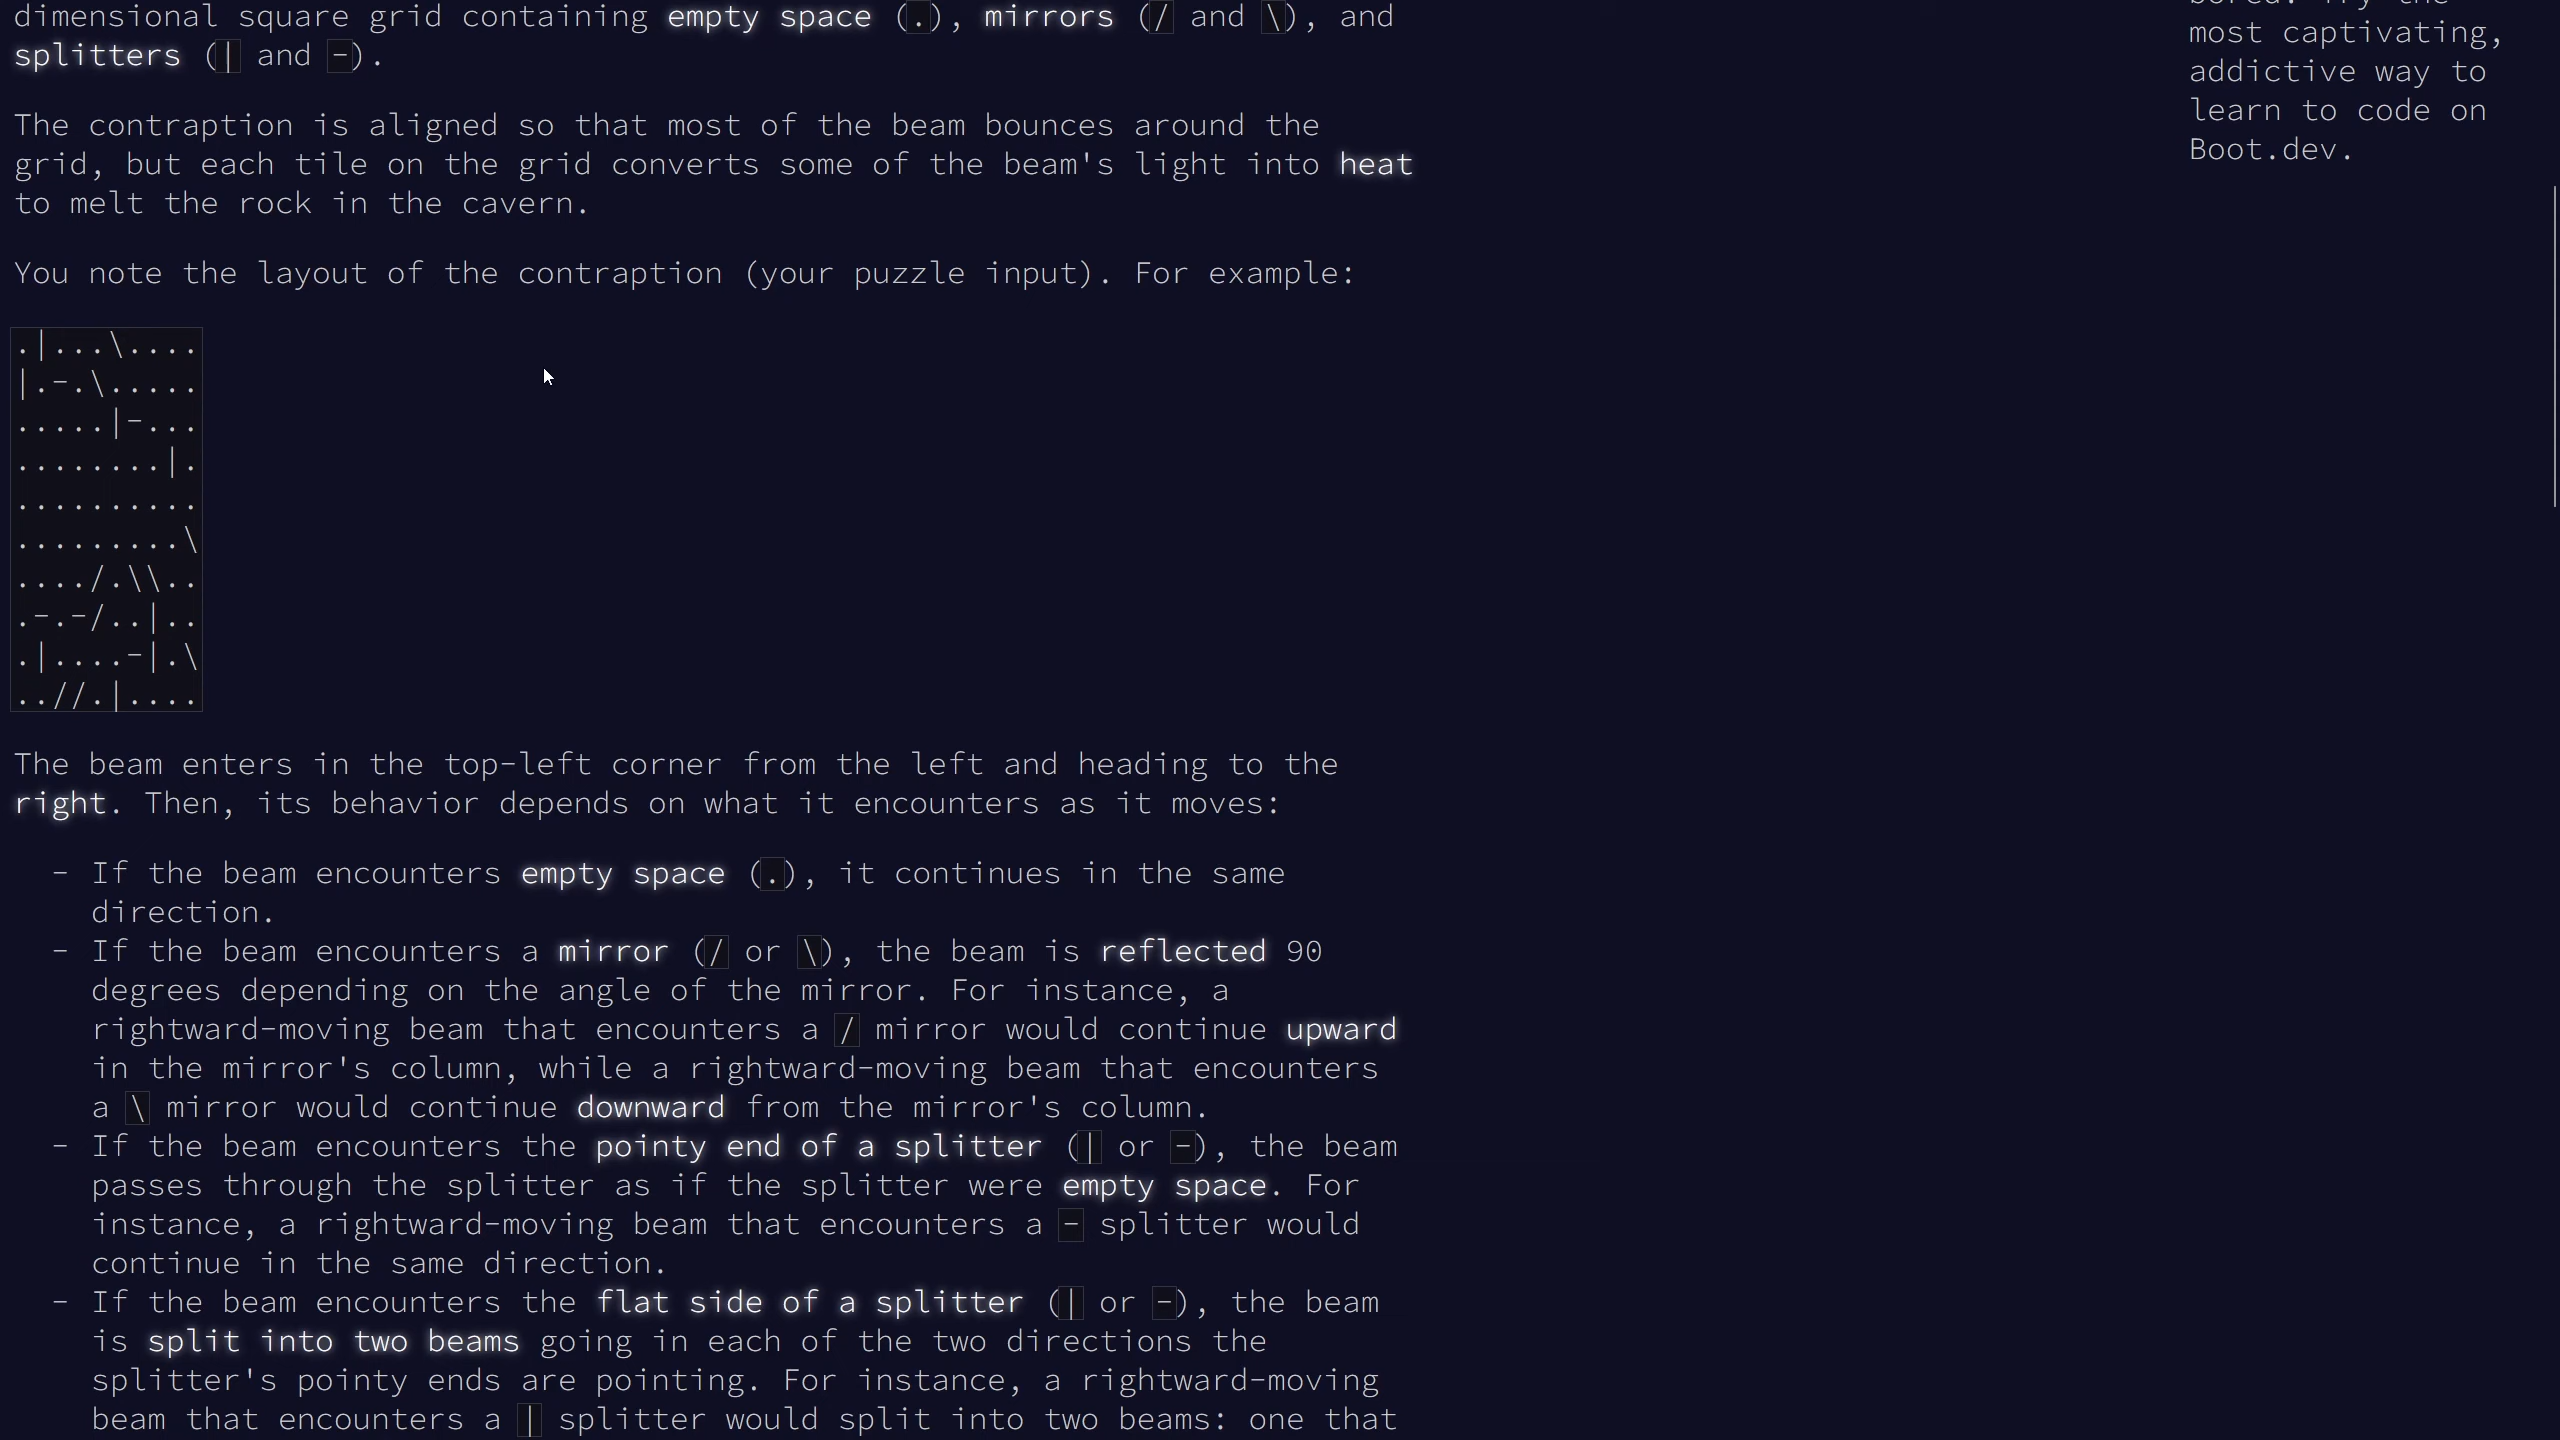 dimensional square grid containing empty space (.), mirrors (/ and \), and
splitters (| and -).
The contraption is aligned so that most of the beam bounces around the
grid, but each tile on the grid converts some of the beam's light into heat
to melt the rock in the cavern.
You note the layout of the contraption (your puzzle input). For example:
.|...\....
|.-.\.....
.....|-...
........|.
..........
.........\
..../.\\..
.-.-/..|..
.|....-|.\
..//.|....
The beam enters in the top-left corner from the left and heading to the
right. Then, its behavior depends on what it encounters as it moves:
- If the beam encounters empty space (.), it continues in the same
direction.
- If the beam encounters a mirror (/ or \), the beam is reflected 90
degrees depending on the angle of the mirror. For instance, a
rightward-moving beam that encounters a / mirror would continue upward
in the mirror's column, while a rightward-moving beam that encounters
a \ mirror would continue downward from the mirror's column.
- If the beam encounters the pointy end of a splitter (| or -), the beam
passes through the splitter as if the splitter were empty space. For
instance, a rightward-moving beam that encounters a - splitter would
continue in the same direction.
- If the beam encounters the flat side of a splitter (| or -), the beam
is split into two beams going in each of the two directions the
splitter's pointy ends are pointing. For instance, a rightward-moving
beam that encounters a | splitter would split into two beams: one that
most captivating,
addictive way to
learn to code on
Boot.dev.